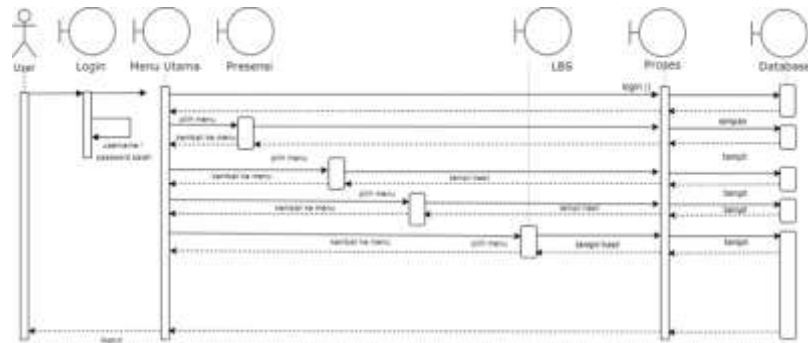 User
Login
Menu Utama
Presensi
LBS
Proses
Database
login ()
pilih menu
simpan
kembali ke menu
username /
password salah
tampil
pilih menu
kembali ke menu
tampil hasil
tampil
pilih menu
kembali ke menu
tampil hasil
tampil
kembali ke menu
pilih menu
tampil hasil
tampil
logout